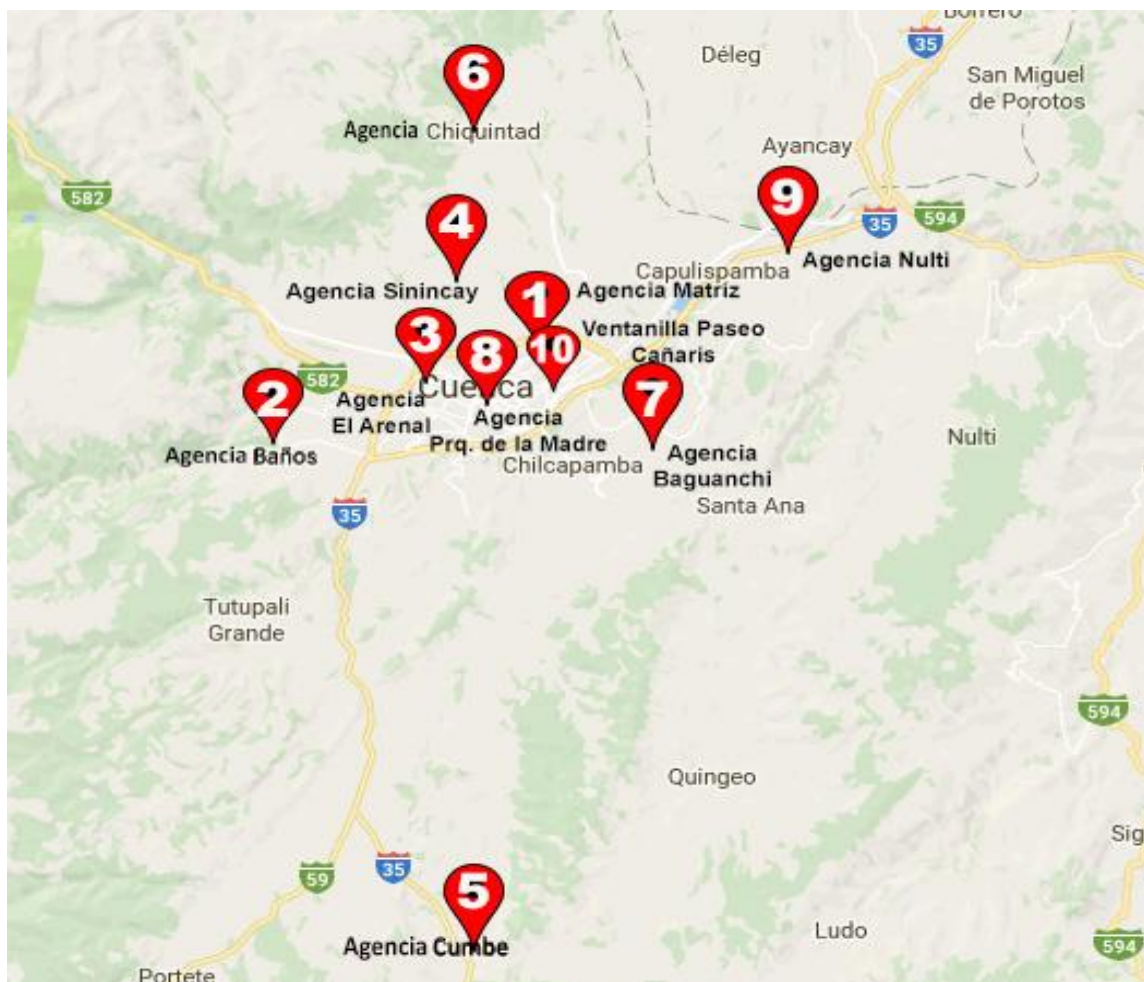 Borrero
35
Déleg
6
San Miguel
de Porotos
Agencia Chiquintad
Ayancay
582
9
4
35
594
Capulispamba
Agencia Nulti
Agencia Sinincay
1
Agencia Matriz
3
Ventanilla Paseo
Cañaris
8
10
582
Cuenca
2
7
Agencia
El Arenal
Agencia
Prq. de la Madre
Nulti
Agencia Baños
Chilcapamba
Agencia
Baguanchi
Santa Ana
35
Tutupali
Grande
594
Quingeo
Sig
59
35
5
Ludo
Agencia Cumbe
594
Portete